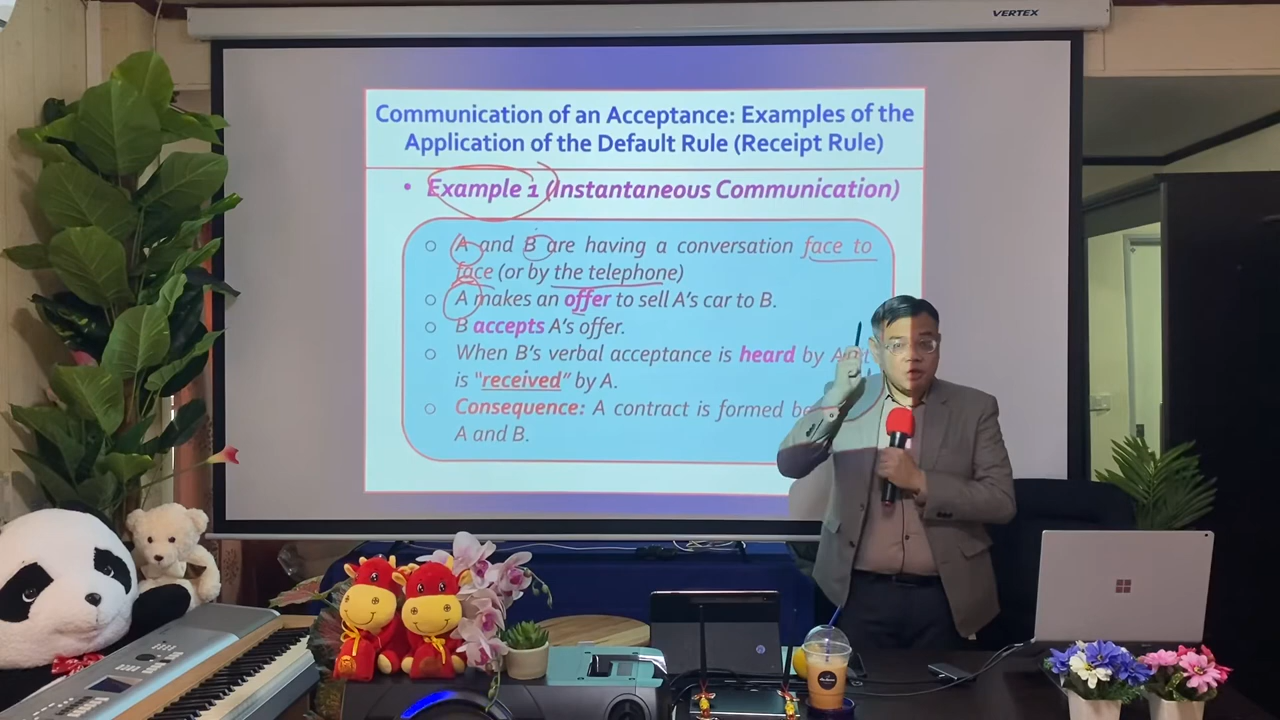 VERTEX
Communication of an Acceptance: Examples of the
Application of the Default Rule (Receipt Rule)
• Example 1 (Instantaneous Communication)
○ A and B are having a conversation face to
face (or by the telephone)
○ A makes an offer to sell A's car to B.
○ B accepts A's offer.
○ When B's verbal acceptance is heard by
is "received" by A.
○ Consequence: A contract is formed
A and B.